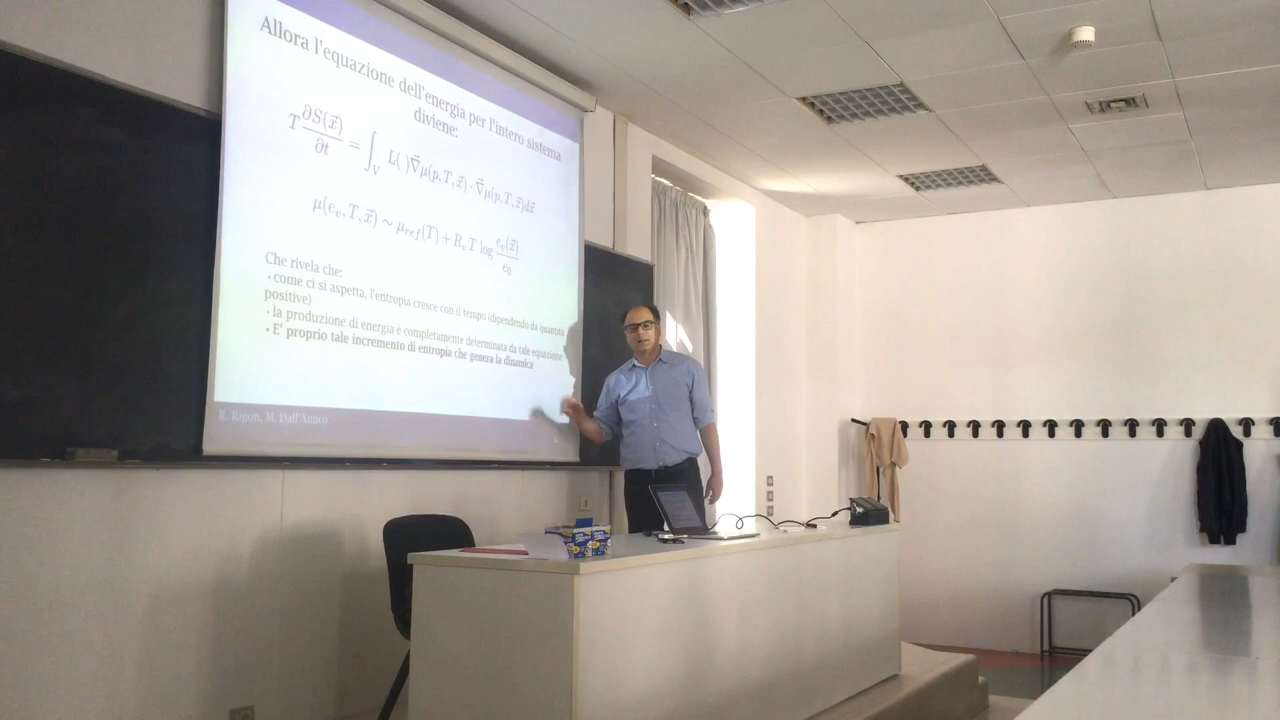 Allora l'equazione dell'energia per l'intero sistema
diviene:
T ∂S(x⃗)/∂t = ∫_V L( )∇⃗μ(p, T, x⃗) · ∇⃗μ(p, T, x⃗)dx⃗
μ(e_v, T, x⃗) ∼ μ_ref(T) + R_v T log e_v(x⃗)/e_0
Che rivela che:
· come ci si aspetta, l'entropia cresce con il tempo (dipendendo da quantità
positive)
· la produzione di energia è completamente determinata da tale equazione
· E' proprio tale incremento di entropia che genera la dinamica
R. Rigon, M. Dall'Amico